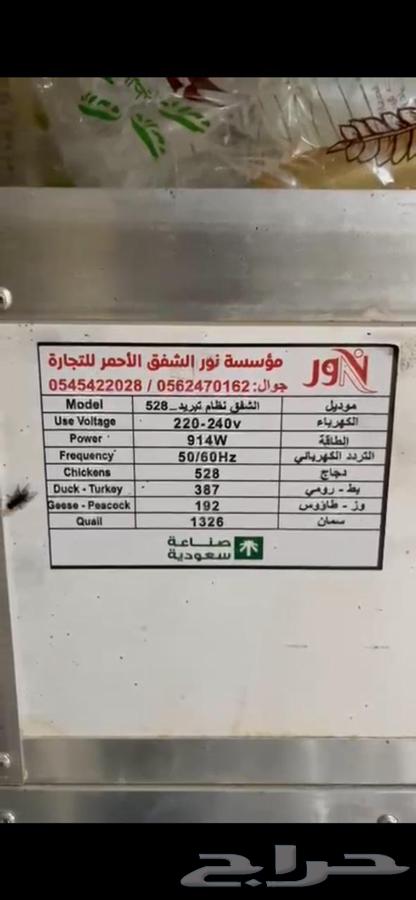 نور
مؤسسة نور الشفق الأحمر للتجارة
جوال: 0562470162 / 0545422028
Model الشفق نظام تبريد_528 موديل
Use Voltage 220-240v الكهرباء
Power 914W الطاقة
Frequency 50/60Hz التردد الكهربائي
Chickens 528 دجاج
Duck - Turkey 387 بط - رومي
Geese - Peacock 192 وز - طاؤوس
Quail 1326 سمان
صناعة
سعودية
حراج